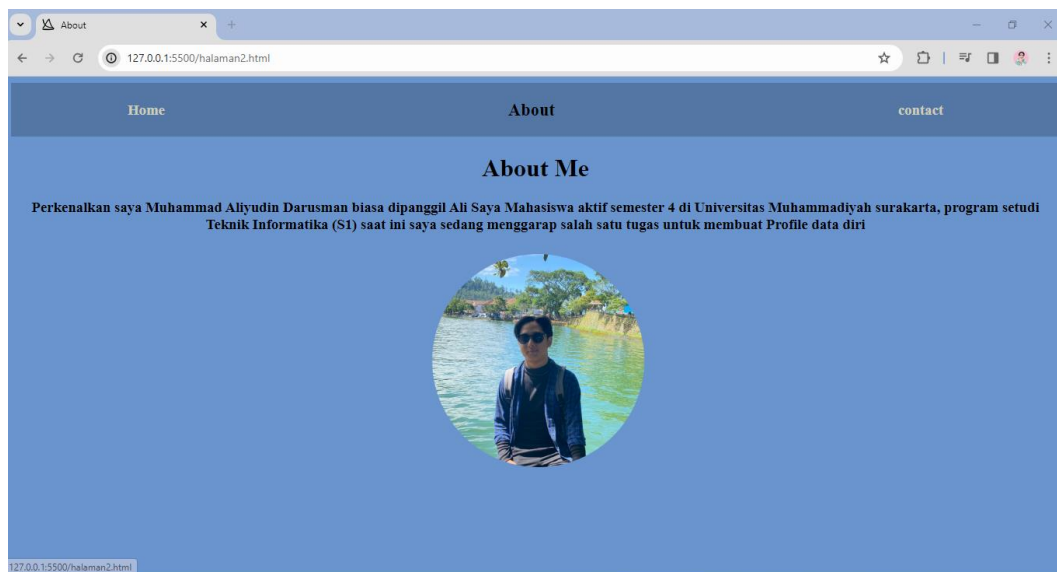 About
127.0.0.1:5500/halaman2.html
Home About contact
About Me
Perkenalkan saya Muhammad Aliyudin Darusman biasa dipanggil Ali Saya Mahasiswa aktif semester 4 di Universitas Muhammadiyah surakarta, program setudi
Teknik Informatika (S1) saat ini saya sedang menggarap salah satu tugas untuk membuat Profile data diri
127.0.0.1:5500/halaman2.html